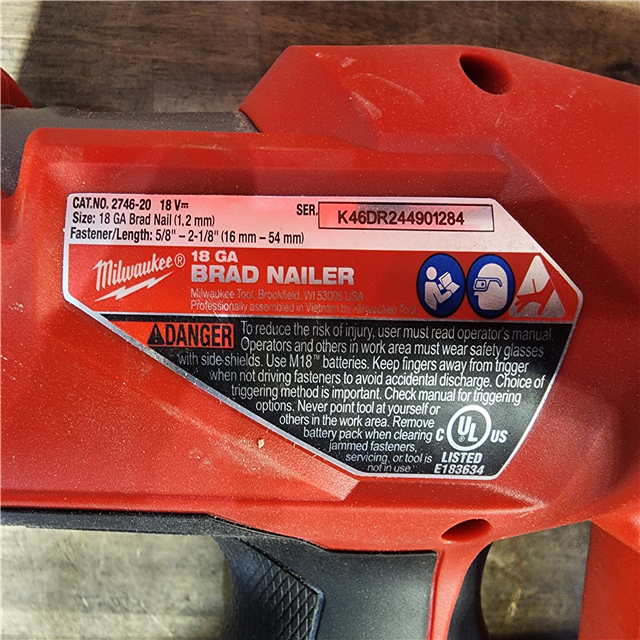 CAT.NO. 2746-20 18 V⎓
SER. K46DR244901284
Size: 18 GA Brad Nail (1,2 mm)
Fastener/Length: 5/8" – 2-1/8" (16 mm – 54 mm)
Milwaukee®
18 GA
BRAD NAILER
Milwaukee Tool, Brookfield, WI 53005 USA
Professionally assembled in Vietnam by Milwaukee Tool
DANGER To reduce the risk of injury, user must read operator's manual.
Operators and others in work area must wear safety glasses
with side shields. Use M18™ batteries. Keep fingers away from trigger
when not driving fasteners to avoid accidental discharge. Choice of
triggering method is important. Check manual for triggering
options. Never point tool at yourself or
others in the work area. Remove
battery pack when clearing
jammed fasteners,
servicing, or tool is
not in use.
C UL US
LISTED
E183634